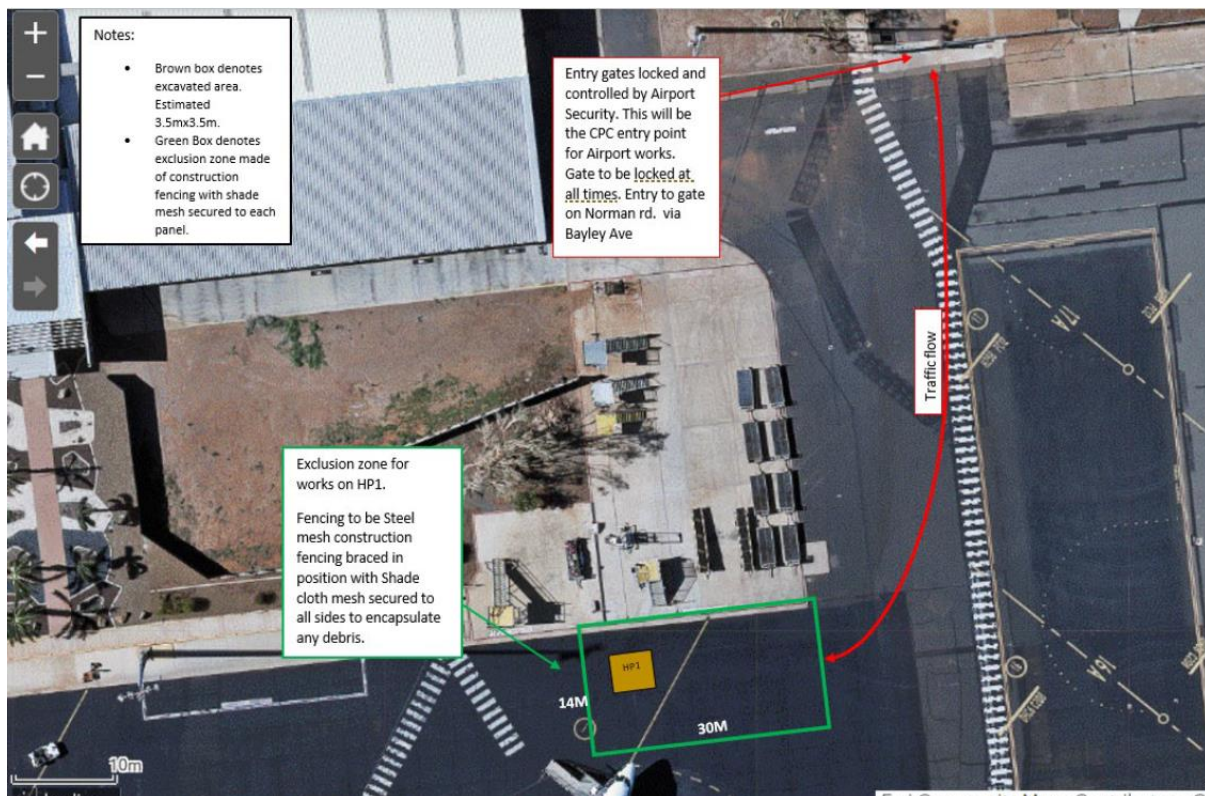 Notes:
Brown box denotes
excavated area.
Estimated
3.5mx3.5m.
Green Box denotes
exclusion zone made
of construction
fencing with shade
mesh secured to each
panel.
Entry gates locked and
controlled by Airport
Security. This will be
the CPC entry point
for Airport works.
Gate to be locked at
all times. Entry to gate
on Norman rd.  via
Bayley Ave
Traffic flow
Exclusion zone for
works on HP1.
Fencing to be Steel
mesh construction
fencing braced in
position with Shade
cloth mesh secured to
all sides to encapsulate
any debris.
HP1
14M
30M
17A
17
16A
16
10m